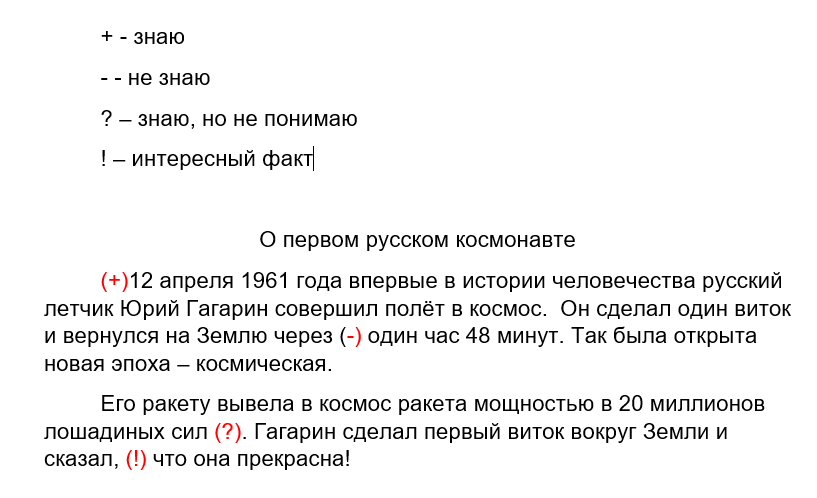 + - знаю
- - не знаю
? – знаю, но не понимаю
! – интересный факт
О первом русском космонавте
(+)12 апреля 1961 года впервые в истории человечества русский
летчик Юрий Гагарин совершил полёт в космос.  Он сделал один виток
и вернулся на Землю через (-) один час 48 минут. Так была открыта
новая эпоха – космическая.
Его ракету вывела в космос ракета мощностью в 20 миллионов
лошадиных сил (?). Гагарин сделал первый виток вокруг Земли и
сказал, (!) что она прекрасна!